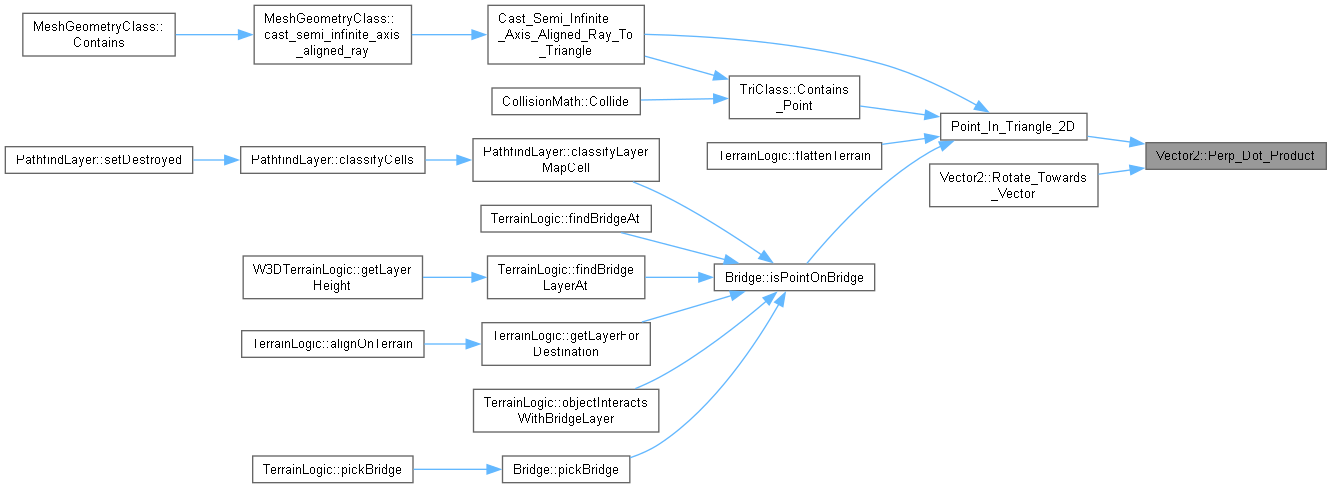 MeshGeometryClass::
Contains
MeshGeometryClass::
cast_semi_infinite_axis
_aligned_ray
Cast_Semi_Infinite
_Axis_Aligned_Ray_To
_Triangle
TriClass::Contains
_Point
CollisionMath::Collide
Point_In_Triangle_2D
Vector2::Perp_Dot_Product
PathfindLayer::setDestroyed
PathfindLayer::classifyCells
PathfindLayer::classifyLayer
MapCell
TerrainLogic::flattenTerrain
Vector2::Rotate_Towards
_Vector
TerrainLogic::findBridgeAt
W3DTerrainLogic::getLayer
Height
TerrainLogic::findBridge
LayerAt
Bridge::isPointOnBridge
TerrainLogic::alignOnTerrain
TerrainLogic::getLayerFor
Destination
TerrainLogic::objectInteracts
WithBridgeLayer
TerrainLogic::pickBridge
Bridge::pickBridge